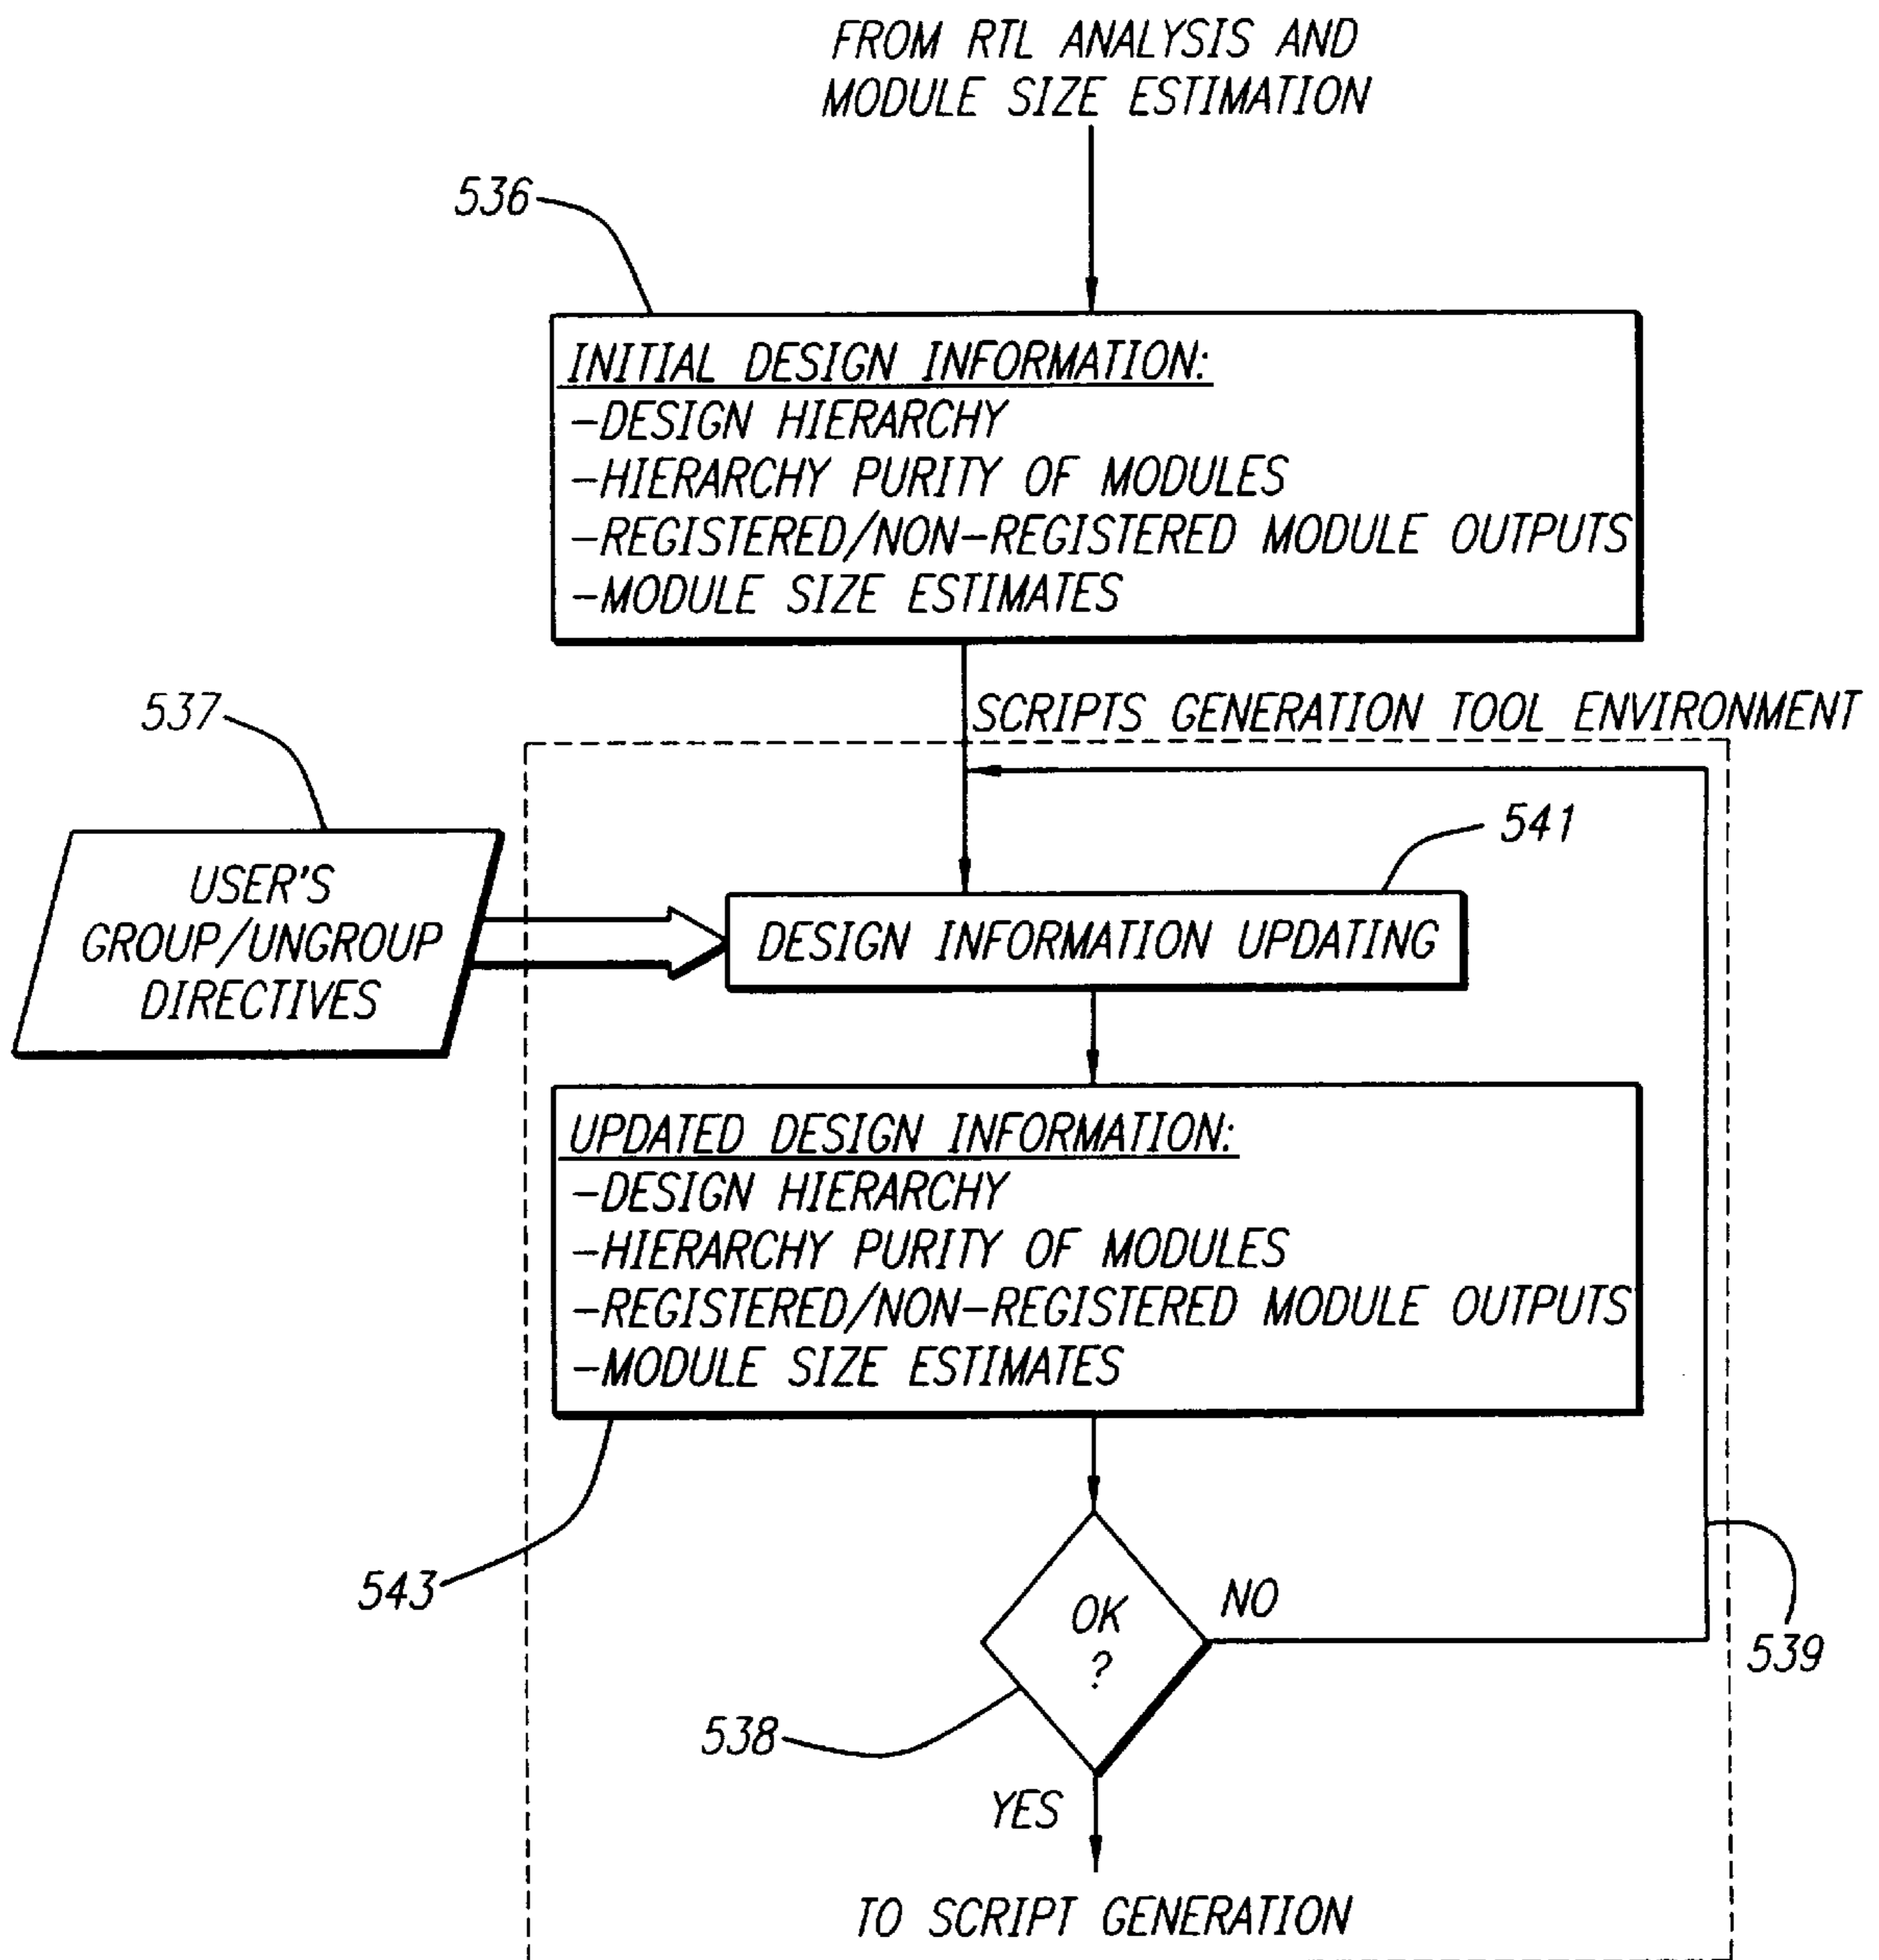 FROM RTL ANALYSIS AND
MODULE SIZE ESTIMATION
536
INITIAL DESIGN INFORMATION:
-DESIGN HIERARCHY
-HIERARCHY PURITY OF MODULES
-REGISTERED/NON-REGISTERED MODULE OUTPUTS
-MODULE SIZE ESTIMATES
SCRIPTS GENERATION TOOL ENVIRONMENT
537
541
USER'S
GROUP/UNGROUP
DIRECTIVES
DESIGN INFORMATION UPDATING
UPDATED DESIGN INFORMATION:
-DESIGN HIERARCHY
-HIERARCHY PURITY OF MODULES
-REGISTERED/NON-REGISTERED MODULE OUTPUTS
-MODULE SIZE ESTIMATES
543
OK
?
NO
539
538
YES
TO SCRIPT GENERATION